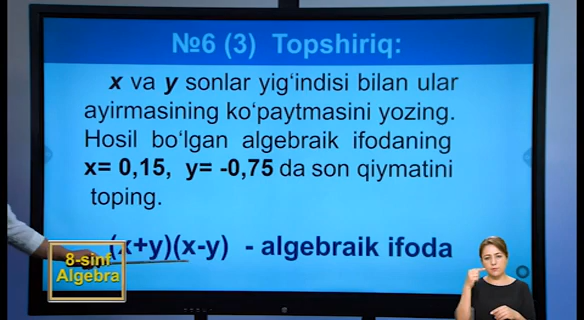 №6 (3) Topshiriq:
x va y sonlar yig‘indisi bilan ular
ayirmasining ko‘paytmasini yozing.
Hosil bo‘lgan algebraik ifodaning
x= 0,15, y= -0,75 da son qiymatini
toping.
(x+y)(x-y) - algebraik ifoda
8-sinf
Algebra